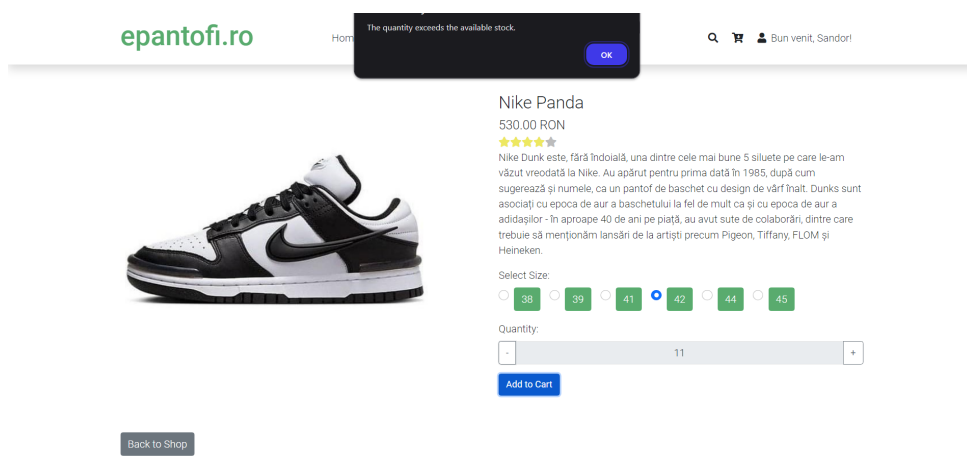 epantofi.ro
Hom
The quantity exceeds the available stock.
OK
Bun venit, Sandor!
Nike Panda
530.00 RON
Nike Dunk este, fără îndoială, una dintre cele mai bune 5 siluete pe care le-am
văzut vreodată la Nike. Au apărut pentru prima dată în 1985, după cum
sugerează și numele, ca un pantof de baschet cu design de vârf înalt. Dunks sunt
asociați cu epoca de aur a baschetului la fel de mult ca și cu epoca de aur a
adidașilor - în aproape 40 de ani pe piață, au avut sute de colaborări, dintre care
trebuie să menționăm lansări de la artiști precum Pigeon, Tiffany, FLOM și
Heineken.
Select Size:
38 39 41 42 44 45
Quantity:
- 11 +
Add to Cart
Back to Shop